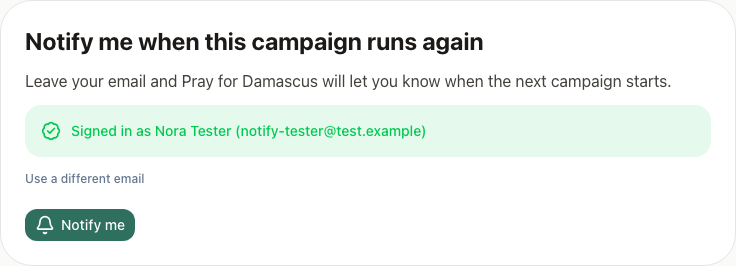 Notify me when this campaign runs again
Leave your email and Pray for Damascus will let you know when the next campaign starts.
Signed in as Nora Tester (notify-tester@test.example)
Use a different email
Notify me